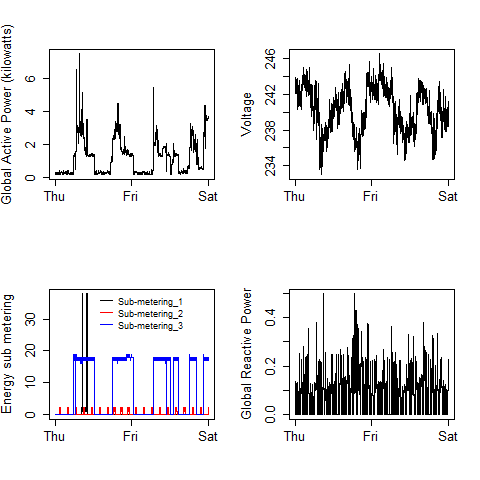 Global Active Power (kilowatts)
0 2 4 6
Thu Fri Sat
Voltage
234 238 242 246
Thu Fri Sat
Energy sub metering
0 10 20 30
Sub-metering_1
Sub-metering_2
Sub-metering_3
Thu Fri Sat
Global Reactive Power
0.0 0.2 0.4
Thu Fri Sat